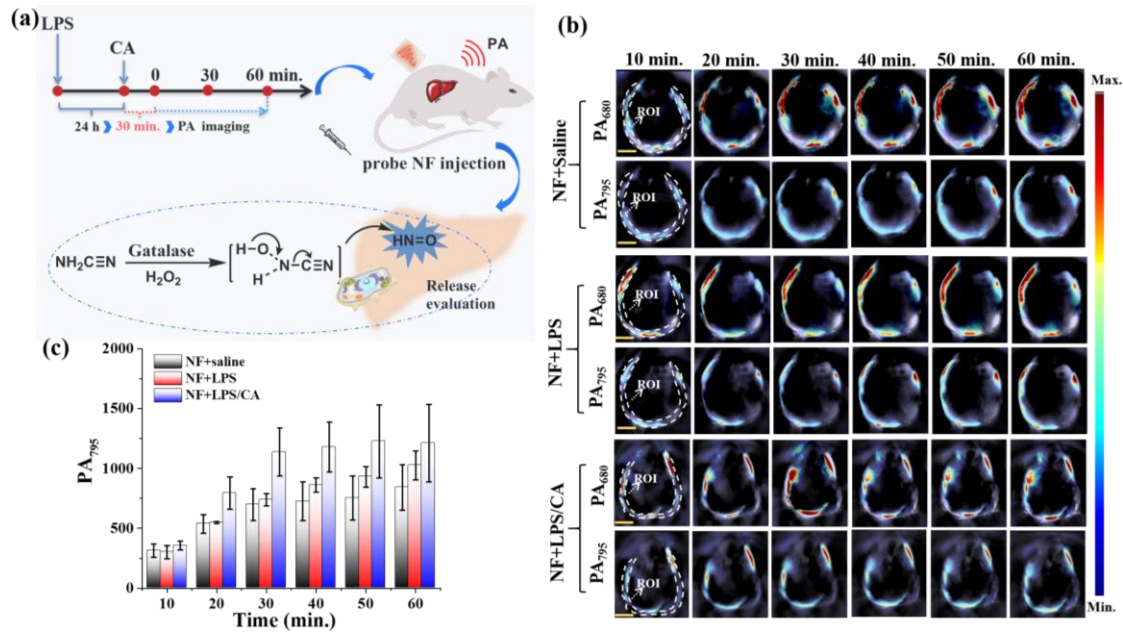 (a)
LPS
CA
0
30
60 min.
24 h
30 min.
PA imaging
PA
probe NF injection
NH₂C≡N
Gatalase
H₂O₂
H-O
H
N-C≡N
HN=O
Release
evaluation
(b)
10 min.
20 min.
30 min.
40 min.
50 min.
60 min.
NF+Saline
PA₆₈₀
ROI
PA₇₉₅
ROI
NF+LPS
PA₆₈₀
ROI
PA₇₉₅
ROI
NF+LPS/CA
PA₆₈₀
ROI
PA₇₉₅
ROI
Max.
Min.
(c)
NF+saline
NF+LPS
NF+LPS/CA
PA₇₉₅
2000
1500
1000
500
0
10
20
30
40
50
60
Time (min.)